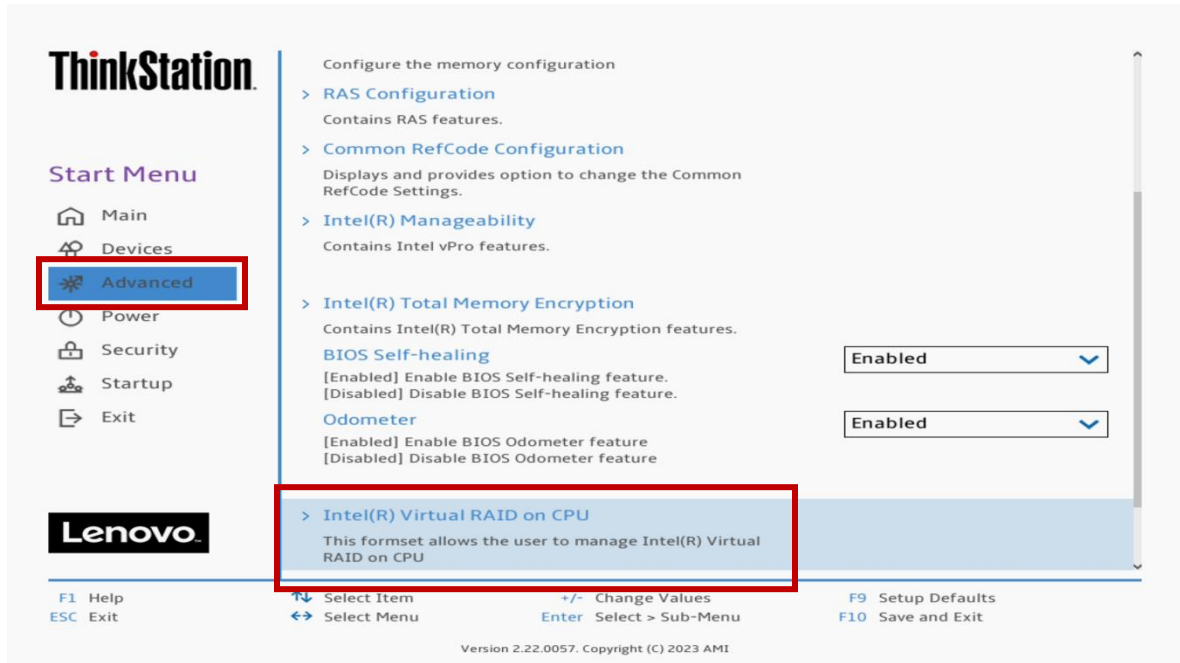 ThinkStation
Start Menu
Main
Devices
Advanced
Power
Security
Startup
Exit
Lenovo
Configure the memory configuration
> RAS Configuration
Contains RAS features.
> Common RefCode Configuration
Displays and provides option to change the Common
RefCode Settings.
> Intel(R) Manageability
Contains Intel vPro features.
> Intel(R) Total Memory Encryption
Contains Intel(R) Total Memory Encryption features.
BIOS Self-healing Enabled
[Enabled] Enable BIOS Self-healing feature.
[Disabled] Disable BIOS Self-healing feature.
Odometer Enabled
[Enabled] Enable BIOS Odometer feature
[Disabled] Disable BIOS Odometer feature
> Intel(R) Virtual RAID on CPU
This formset allows the user to manage Intel(R) Virtual
RAID on CPU
F1 Help ↑↓ Select Item +/- Change Values F9 Setup Defaults
ESC Exit ←→ Select Menu Enter Select > Sub-Menu F10 Save and Exit
Version 2.22.0057. Copyright (C) 2023 AMI